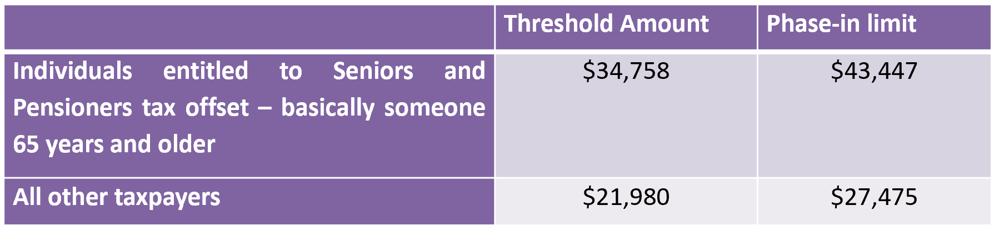 Threshold Amount Phase-in limit
Individuals entitled to Seniors and $34,758 $43,447
Pensioners tax offset – basically someone
65 years and older
All other taxpayers $21,980 $27,475